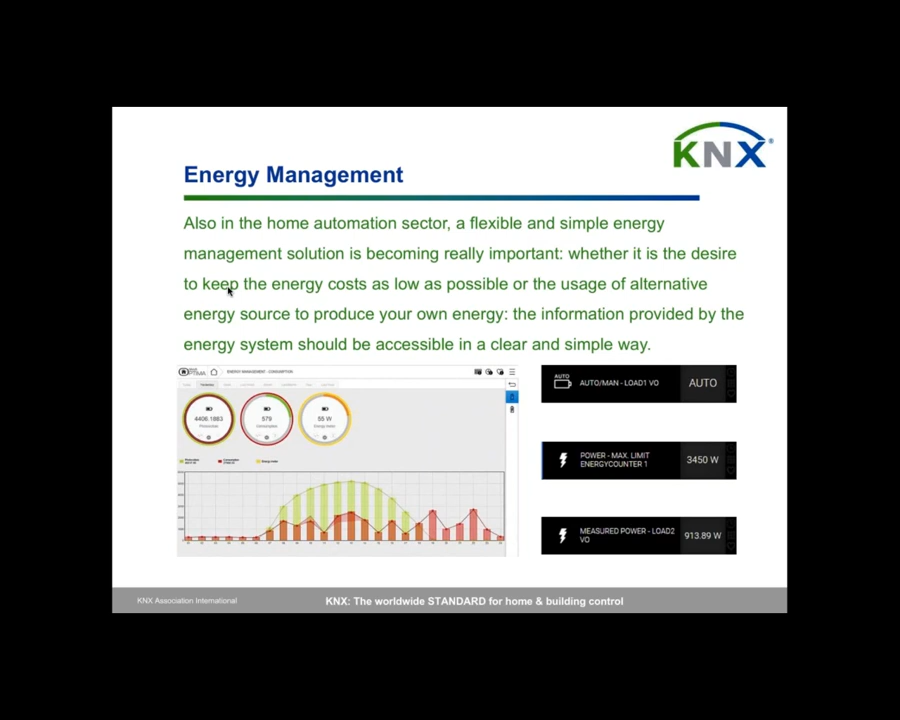 KNX
Energy Management
Also in the home automation sector, a flexible and simple energy
management solution is becoming really important: whether it is the desire
to keep the energy costs as low as possible or the usage of alternative
energy source to produce your own energy: the information provided by the
energy system should be accessible in a clear and simple way.
ENERGY MANAGEMENT - CONSUMPTION
4406.1883
579
55 W
AUTO
AUTO/MAN - LOAD1 VO
AUTO
POWER - MAX. LIMIT
ENERGYCOUNTER 1
3450 W
MEASURED POWER - LOAD2
VO
913.89 W
KNX Association International
KNX: The worldwide STANDARD for home & building control